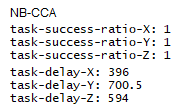 NB-CCA
task-success-ratio-X: 1
task-success-ratio-Y: 1
task-success-ratio-Z: 1
task-delay-X: 396
task-delay-Y: 700.5
task-delay-Z: 594